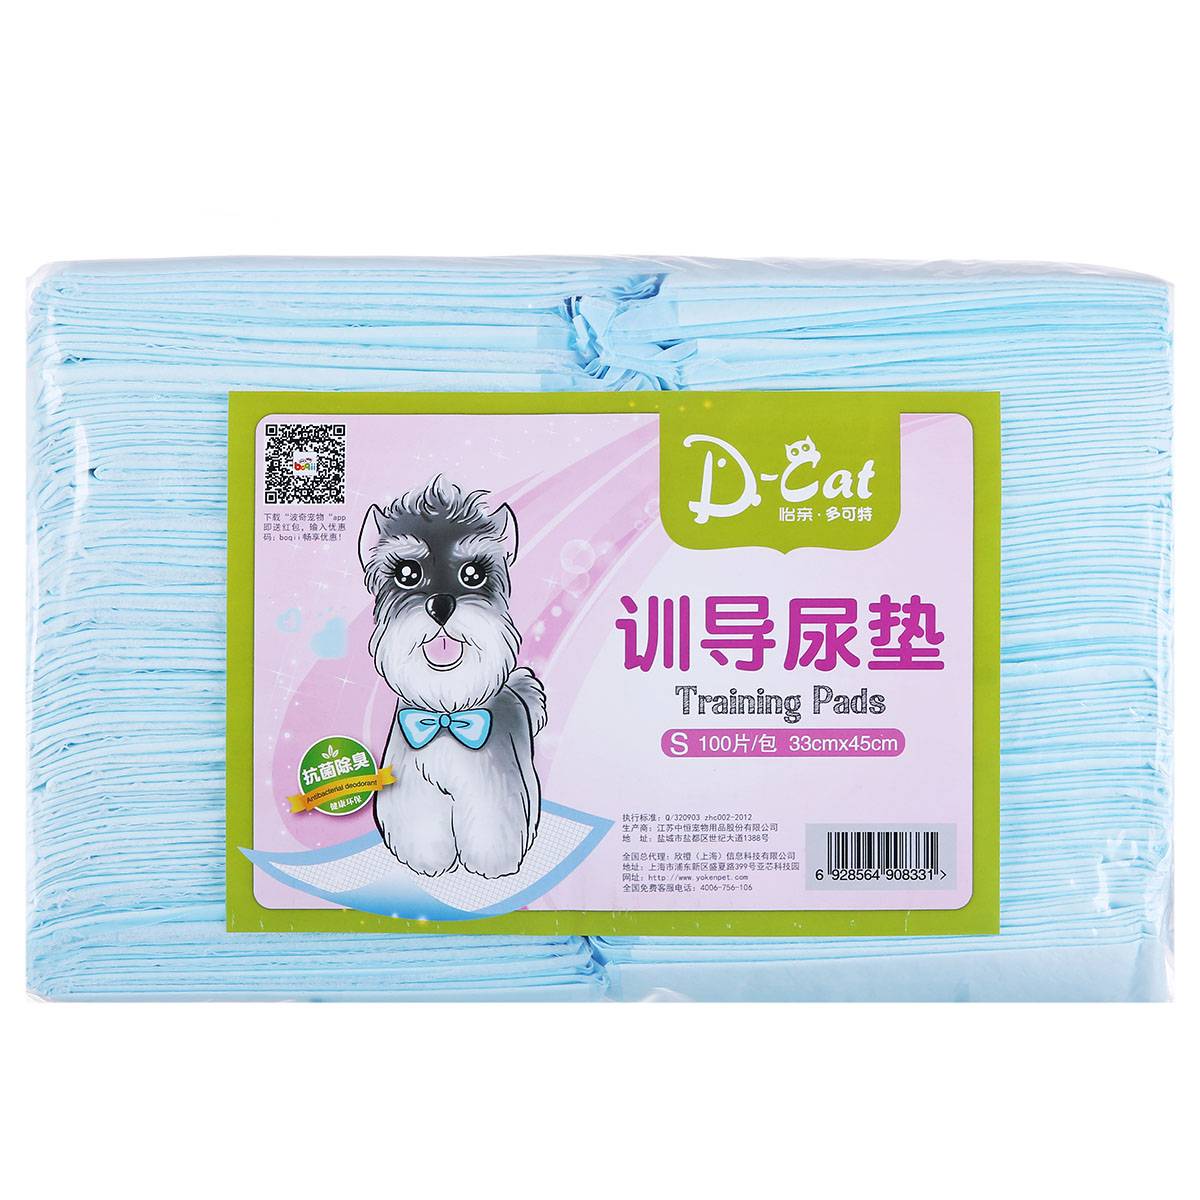 boqii
下载“波奇宠物“app
即送红包，输入优惠
码：boqii 畅享优惠！
D-Cat
怡亲·多可特
训导尿垫
Training Pads
S 100片/包 33cmx45cm
抗菌除臭
Antibacterial deodorant
健康环保
执行标准：Q/320903 zhc002-2012
生产商：江苏中恒宠物用品股份有限公司
地 址：盐城市盐都区世纪大道1388号
全国总代理：欣橙（上海）信息科技有限公司
地址：上海市浦东新区盛夏路399号亚芯科技园
网址：http://www.yokenpet.com
全国免费客服电话：4006-756-106
6 928564 908331 >